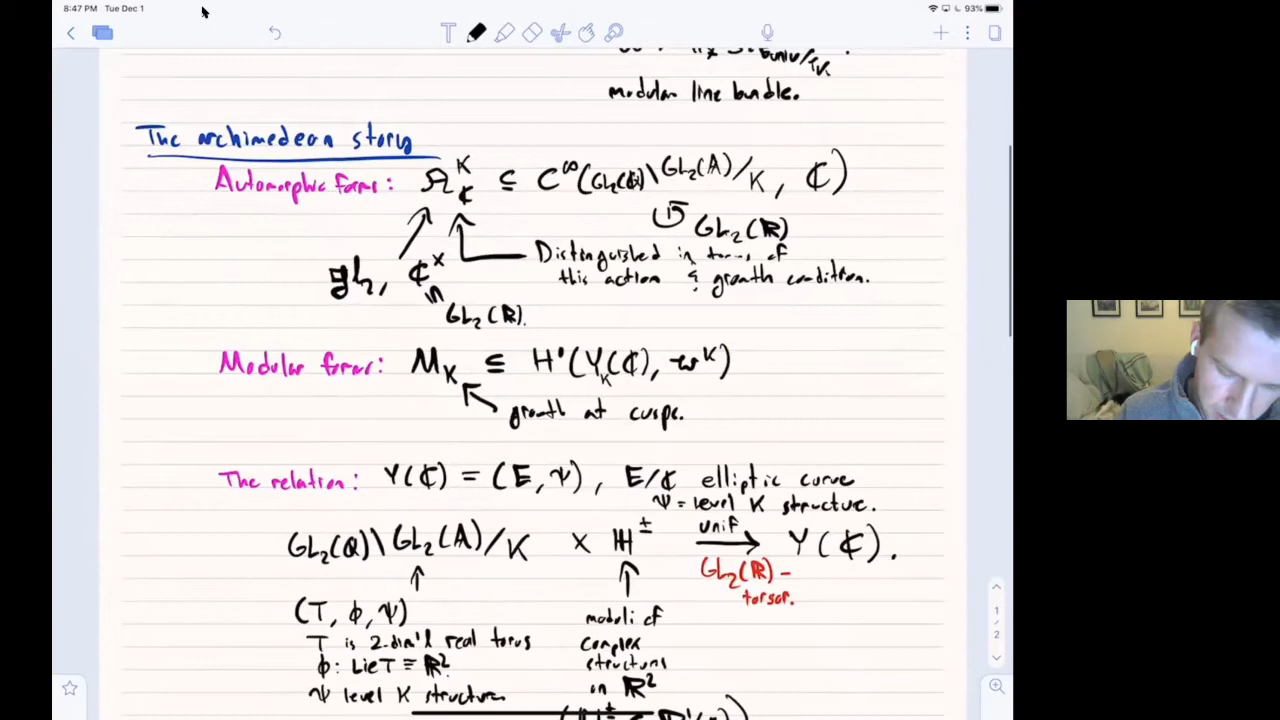 8:47 PM Tue Dec 1
93%
modular line bundle.
The archimedean story
Automorphic forms: 𝒜^K_ℂ ⊆ C^∞(GL₂(ℚ)\GL₂(𝔸)/K, ℂ)
↻ GL₂(ℝ)
Distinguished in terms of
this action & growth condition.
gl₂, ℂ^×
⊆ GL₂(ℝ).
Modular forms: M_K ⊆ H⁰(Y_K(ℂ), ω^k)
growth at cusps.
The relation: Y(ℂ) = (E, Ψ), E/ℂ elliptic curve
Ψ = level K structure.
GL₂(ℚ)\GL₂(𝔸)/K × ℍ^± unif → Y(ℂ).
GL₂(ℝ)-
torsor.
(T, ϕ, Ψ)
T is 2-dim'l real torus
ϕ: Lie T ≅ ℝ²
Ψ level K structure
moduli of
complex
structures
on ℝ²
1
/
2